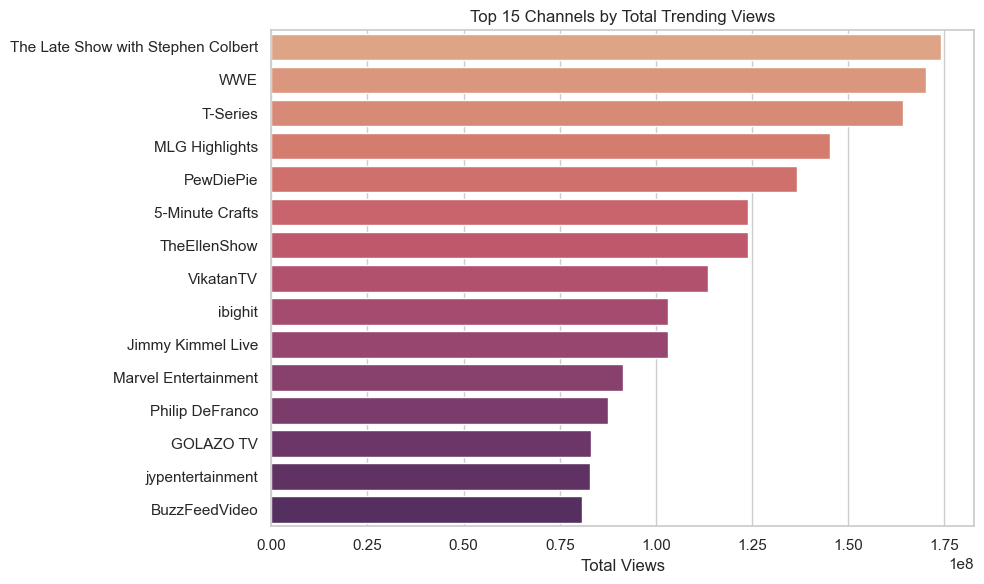 Top 15 Channels by Total Trending Views
The Late Show with Stephen Colbert
WWE
T-Series
MLG Highlights
PewDiePie
5-Minute Crafts
TheEllenShow
VikatanTV
ibighit
Jimmy Kimmel Live
Marvel Entertainment
Philip DeFranco
GOLAZO TV
jypentertainment
BuzzFeedVideo
0.00 0.25 0.50 0.75 1.00 1.25 1.50 1.75
1e8
Total Views